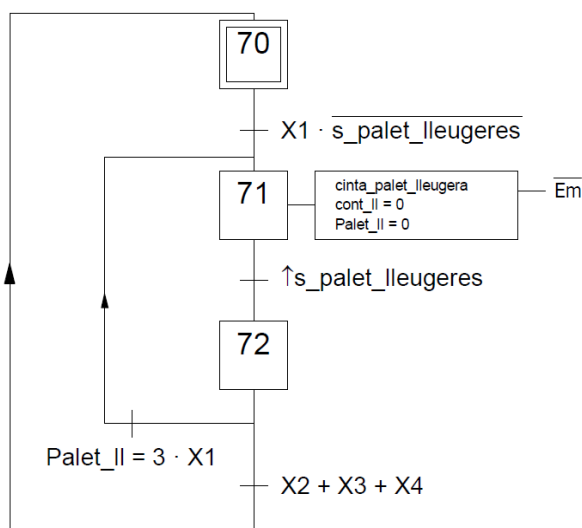 70
X1 · s_palet_lleugeres
71
cinta_palet_lleugera
cont_ll = 0
Palet_ll = 0
Em
↑s_palet_lleugeres
72
Palet_ll = 3 · X1
X2 + X3 + X4